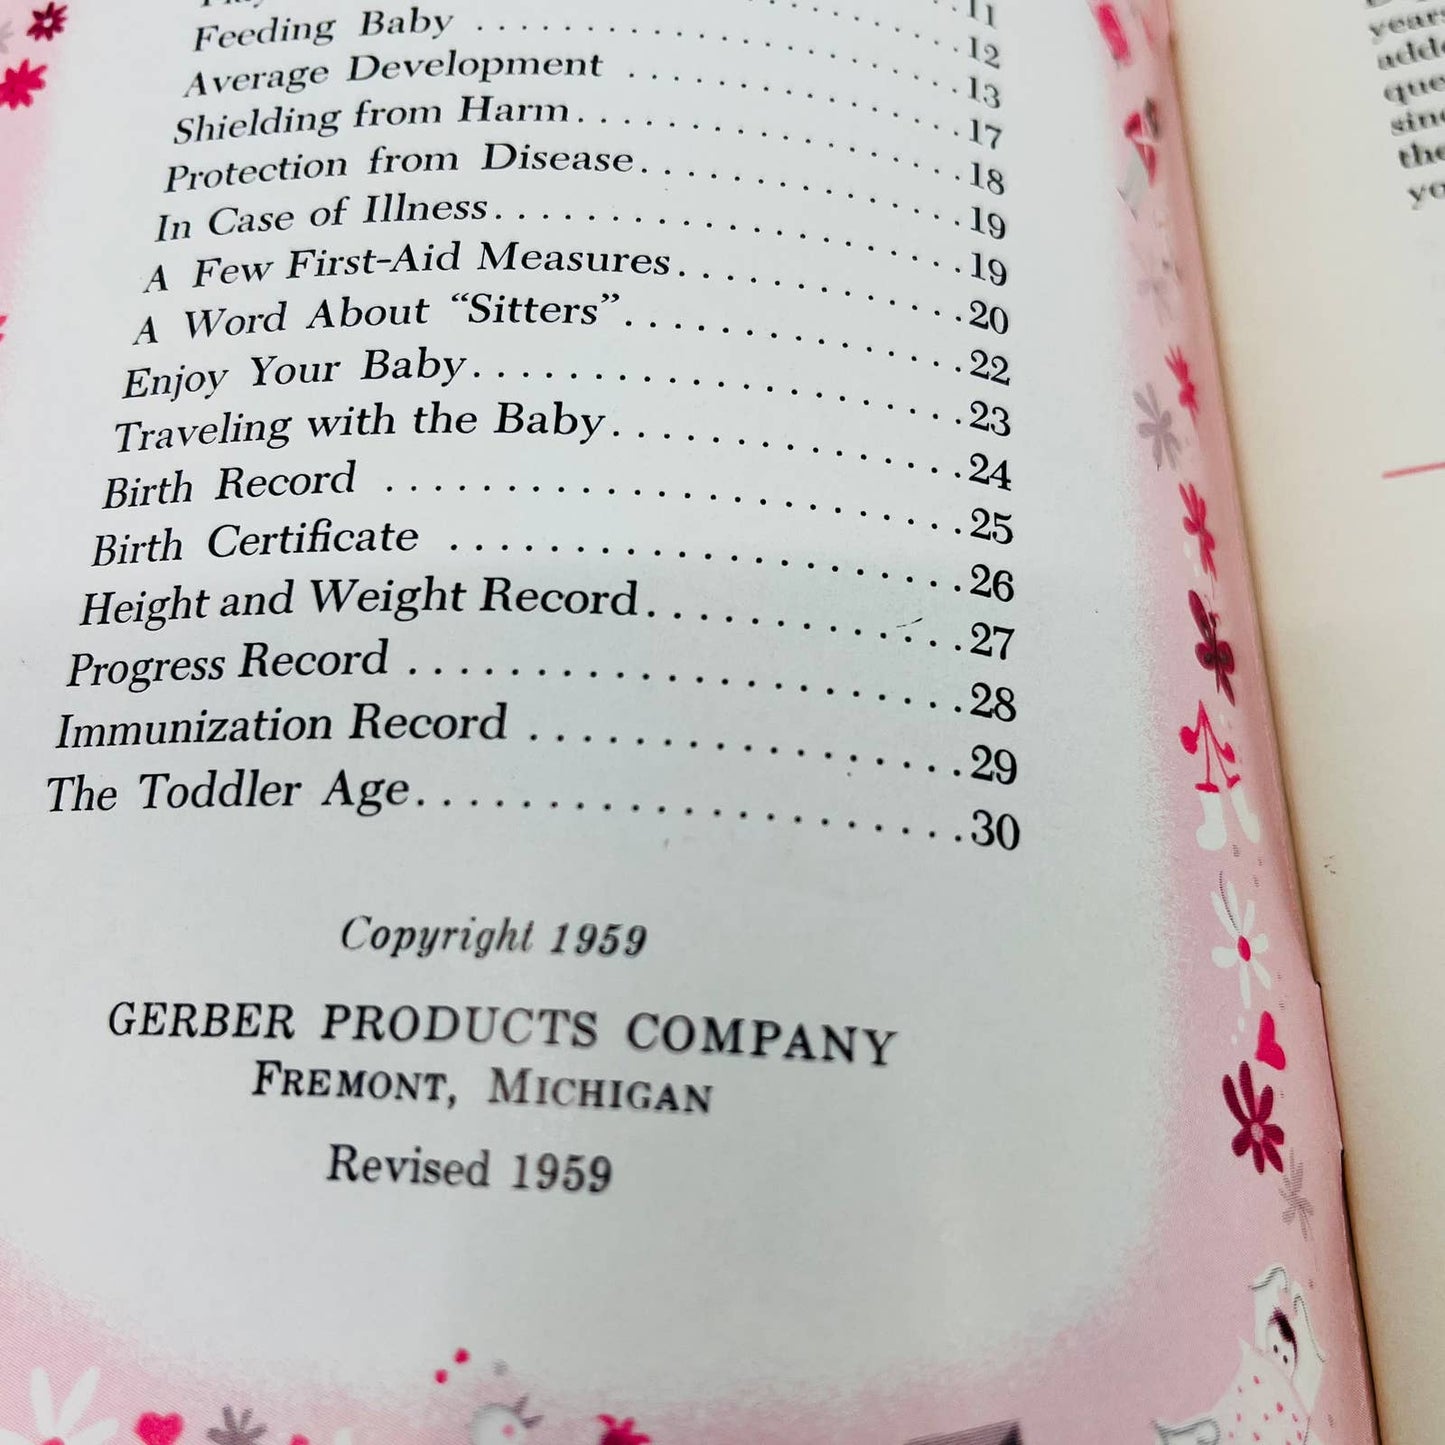 11
12
Feeding Baby ....................13
Average Development ..............17
Shielding from Harm................18
Protection from Disease..............19
In Case of Illness....................19
A Few First-Aid Measures............20
A Word About “Sitters”..............22
Enjoy Your Baby.....................23
Traveling with the Baby...............24
Birth Record ........................25
Birth Certificate .....................26
Height and Weight Record.............27
Progress Record ......................28
Immunization Record .................29
The Toddler Age......................30
Copyright 1959
GERBER PRODUCTS COMPANY
FREMONT, MICHIGAN
Revised 1959